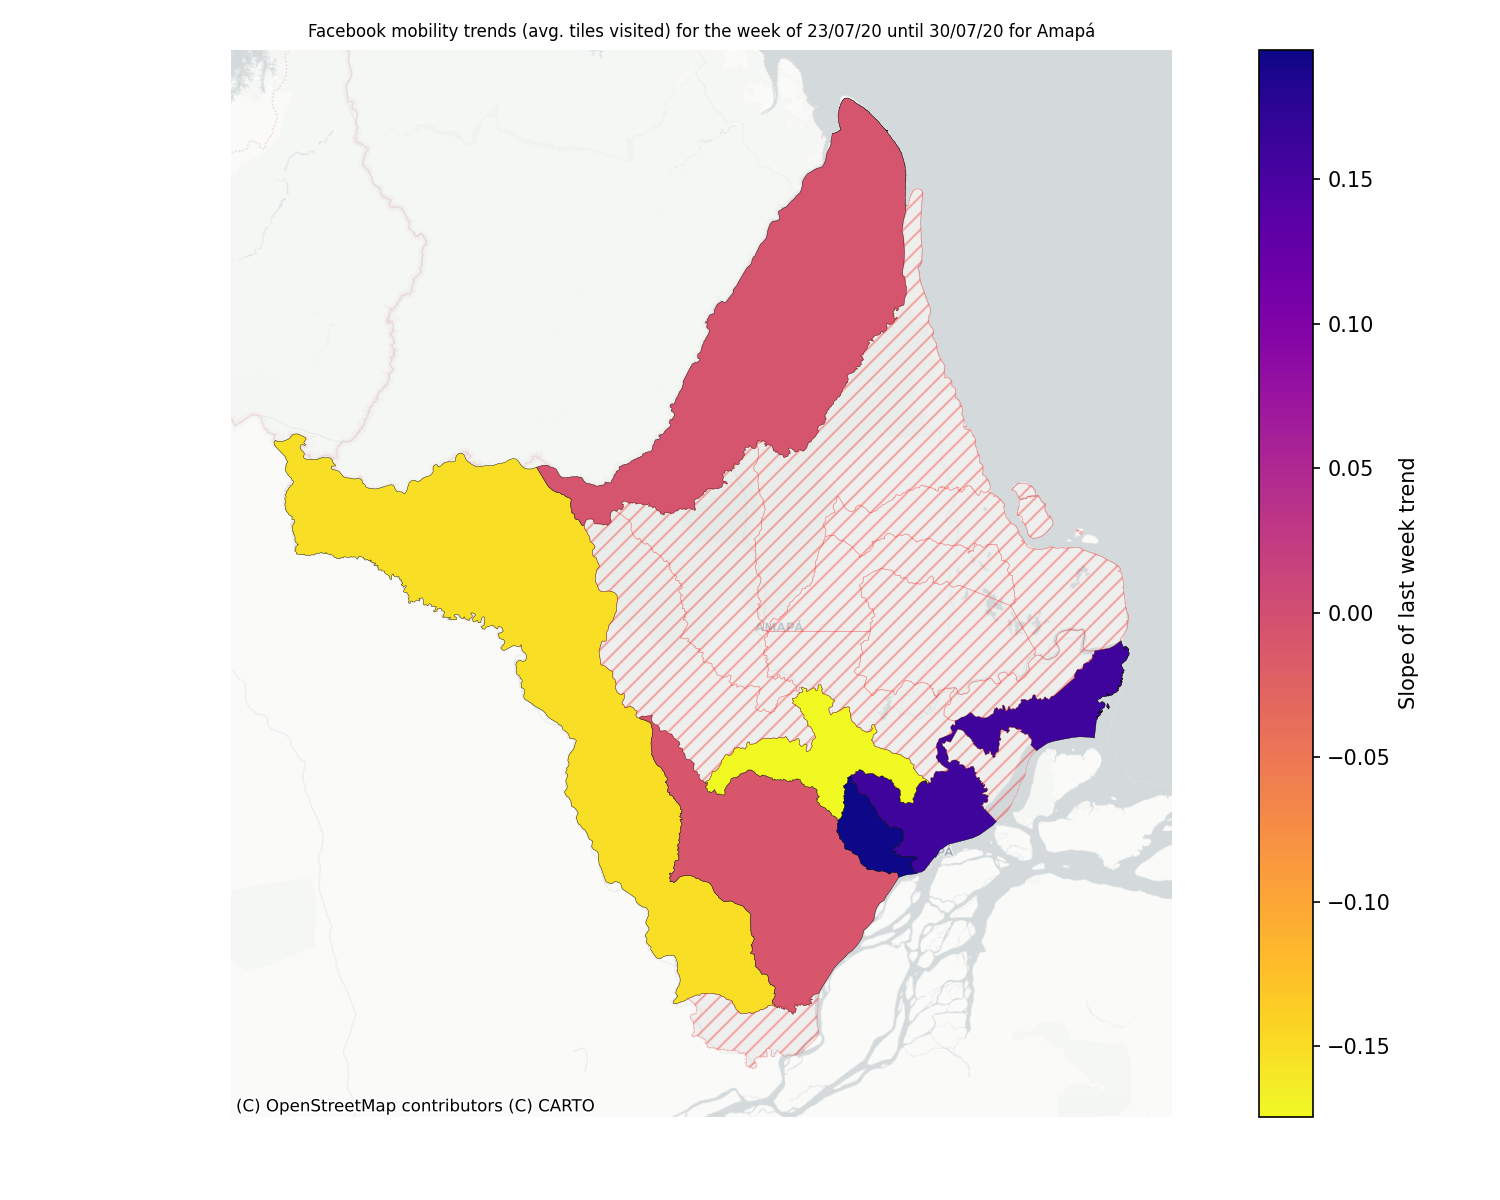 Facebook mobility trends (avg. tiles visited) for the week of 23/07/20 until 30/07/20 for Amapá
0.15
0.10
0.05
0.00
−0.05
−0.10
−0.15
Slope of last week trend
AMAPÁ
(C) OpenStreetMap contributors (C) CARTO